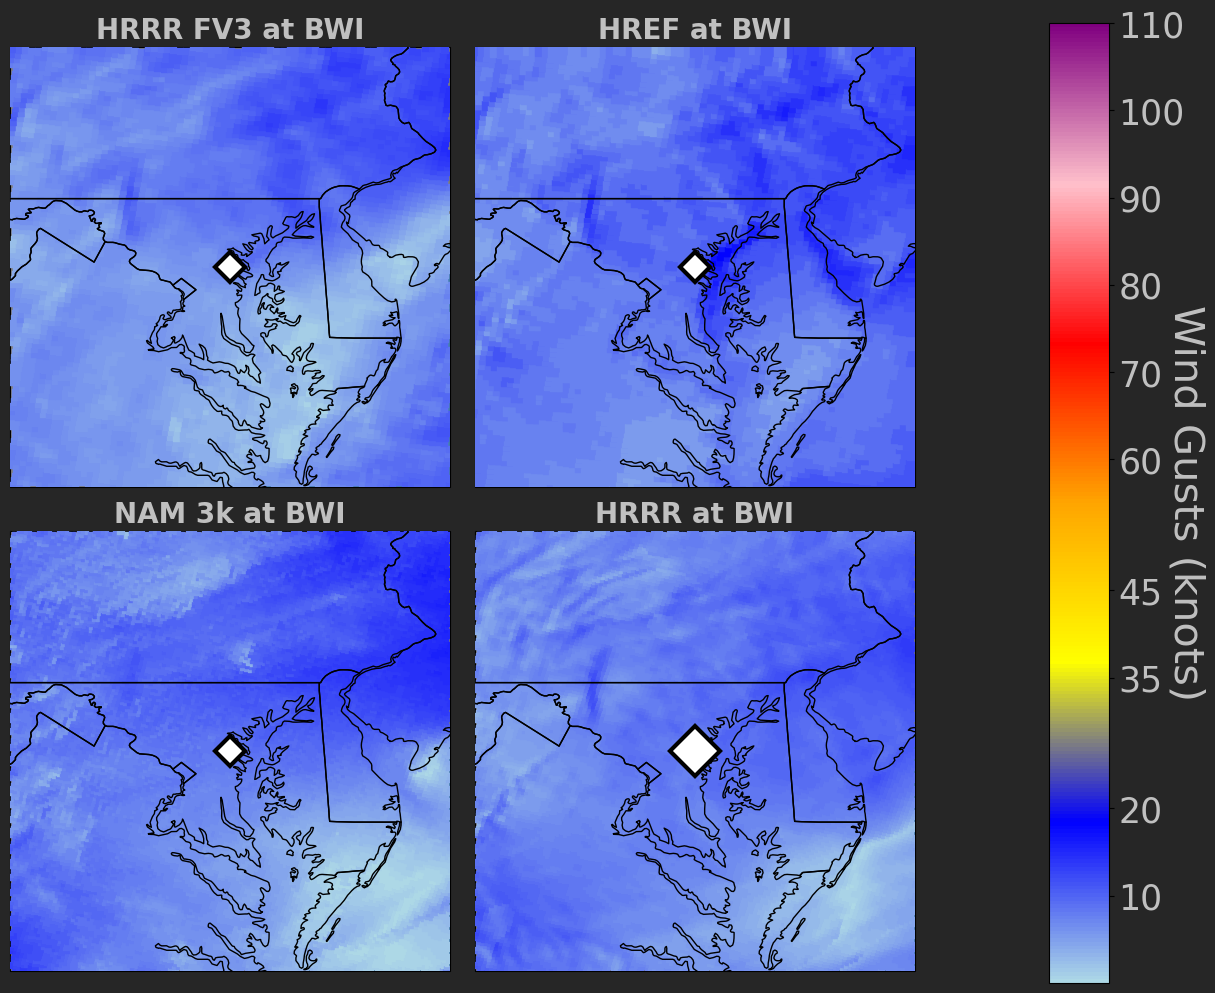 HRRR FV3 at BWI
HREF at BWI
NAM 3k at BWI
HRRR at BWI
110
100
90
80
70
60
45
35
20
10
Wind Gusts (knots)